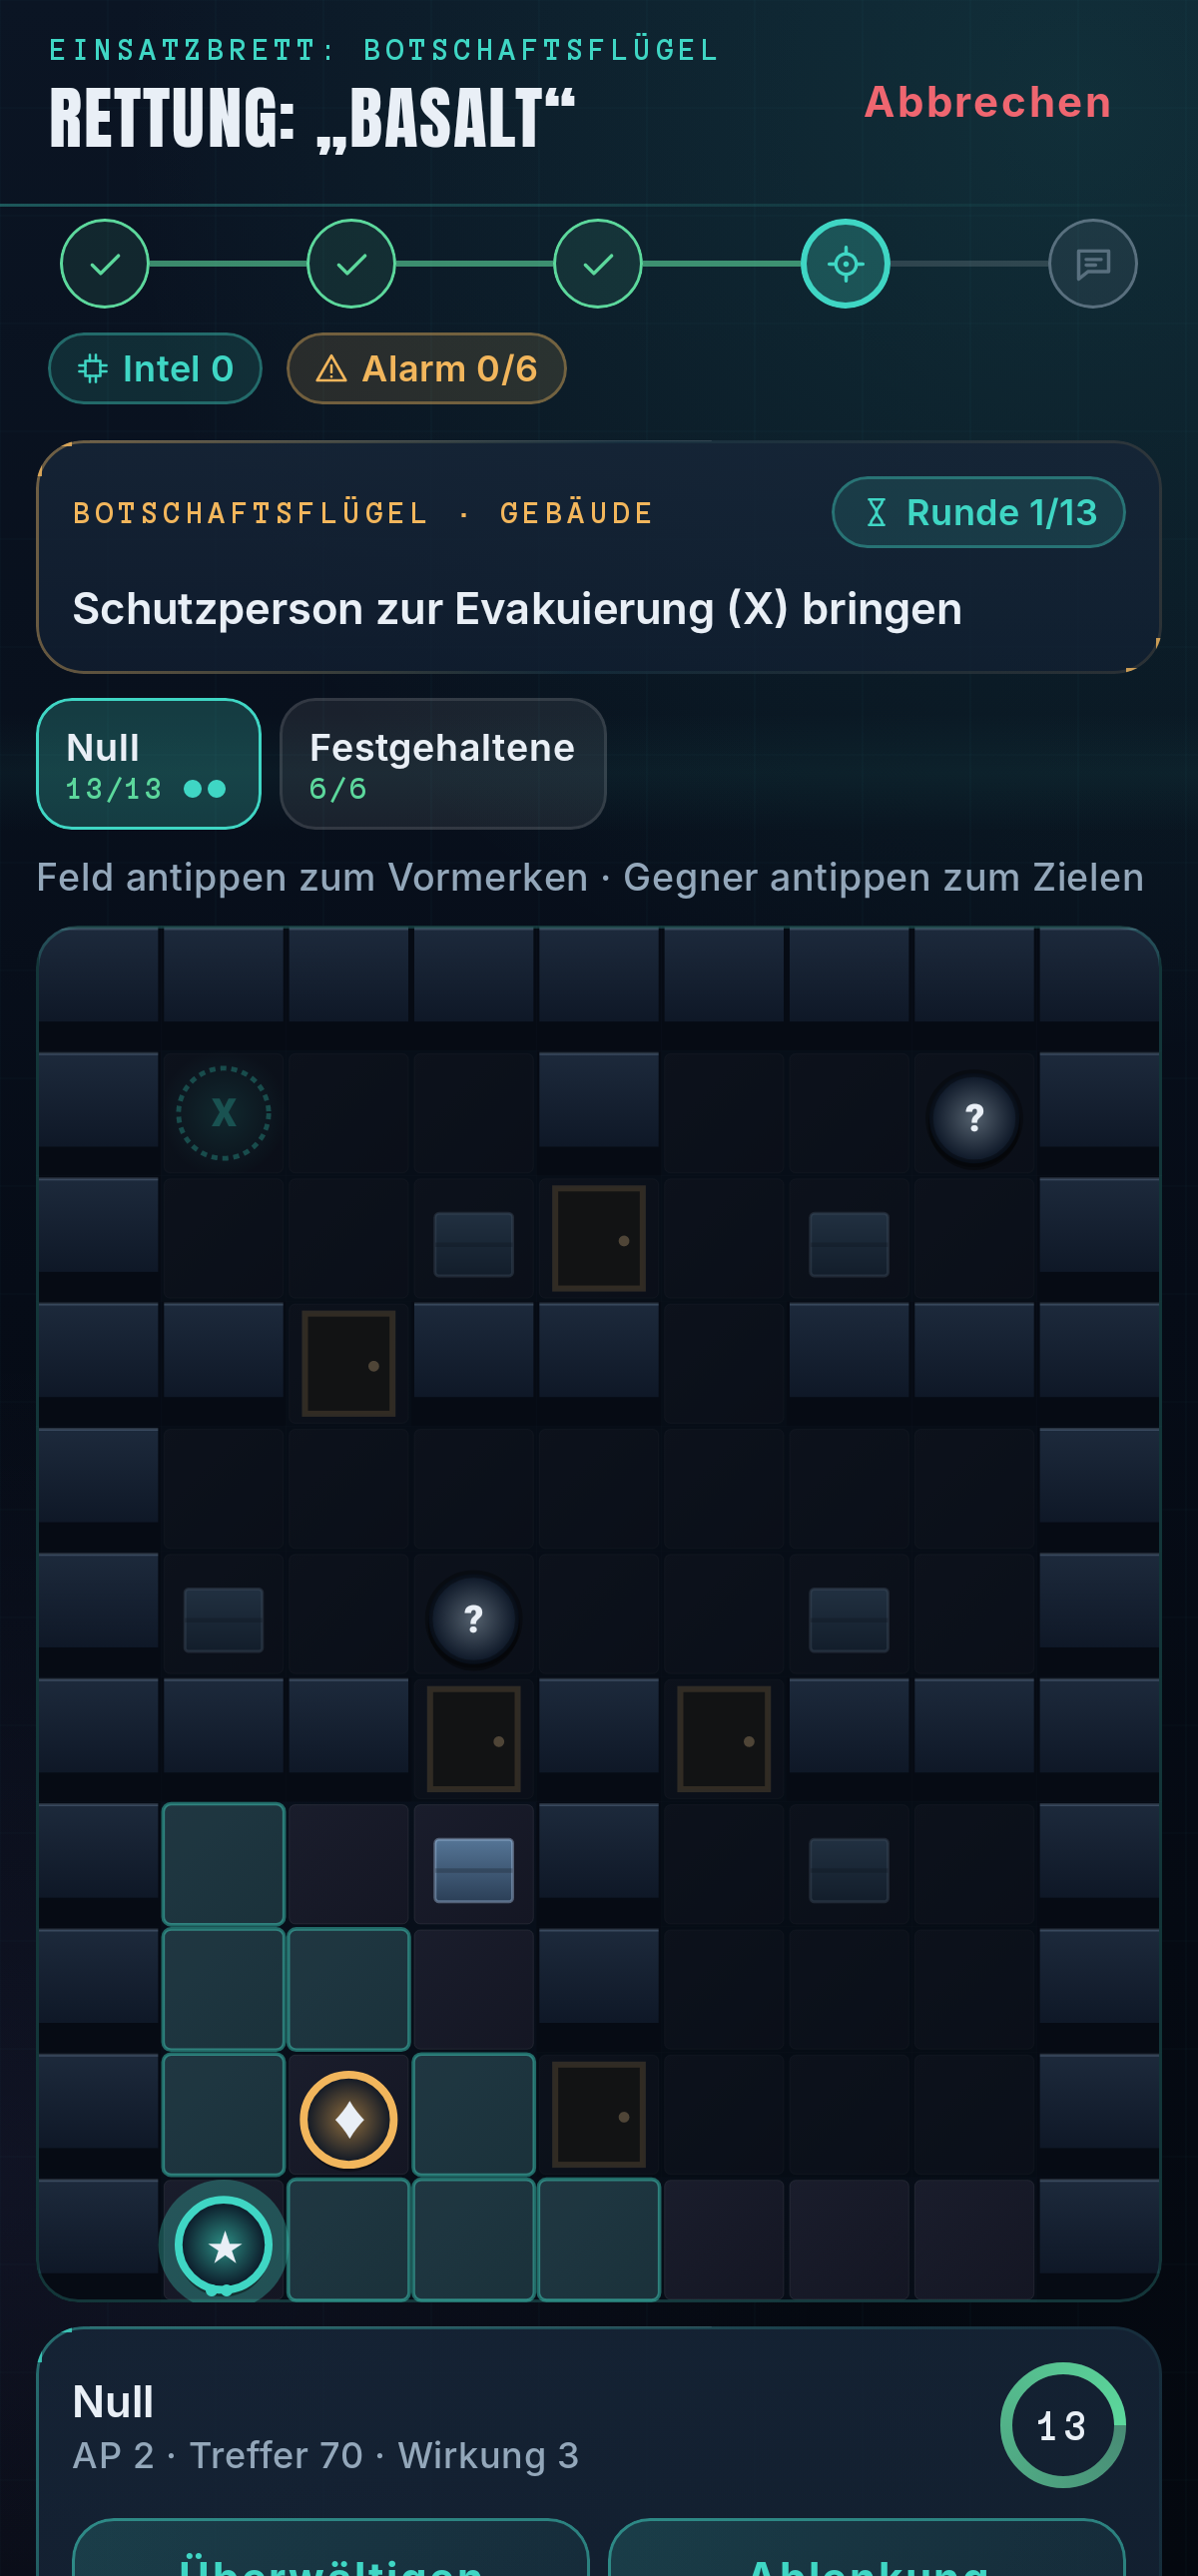 EINSATZBRETT: BOTSCHAFTSFLÜGEL
RETTUNG: „BASALT“
Abbrechen
Intel 0
Alarm 0/6
BOTSCHAFTSFLÜGEL · GEBÄUDE
Runde 1/13
Schutzperson zur Evakuierung (X) bringen
Null
13/13
Festgehaltene
6/6
Feld antippen zum Vormerken · Gegner antippen zum Zielen
X
?
?
Null
AP 2 · Treffer 70 · Wirkung 3
13
Überwältigen
Ablenkung